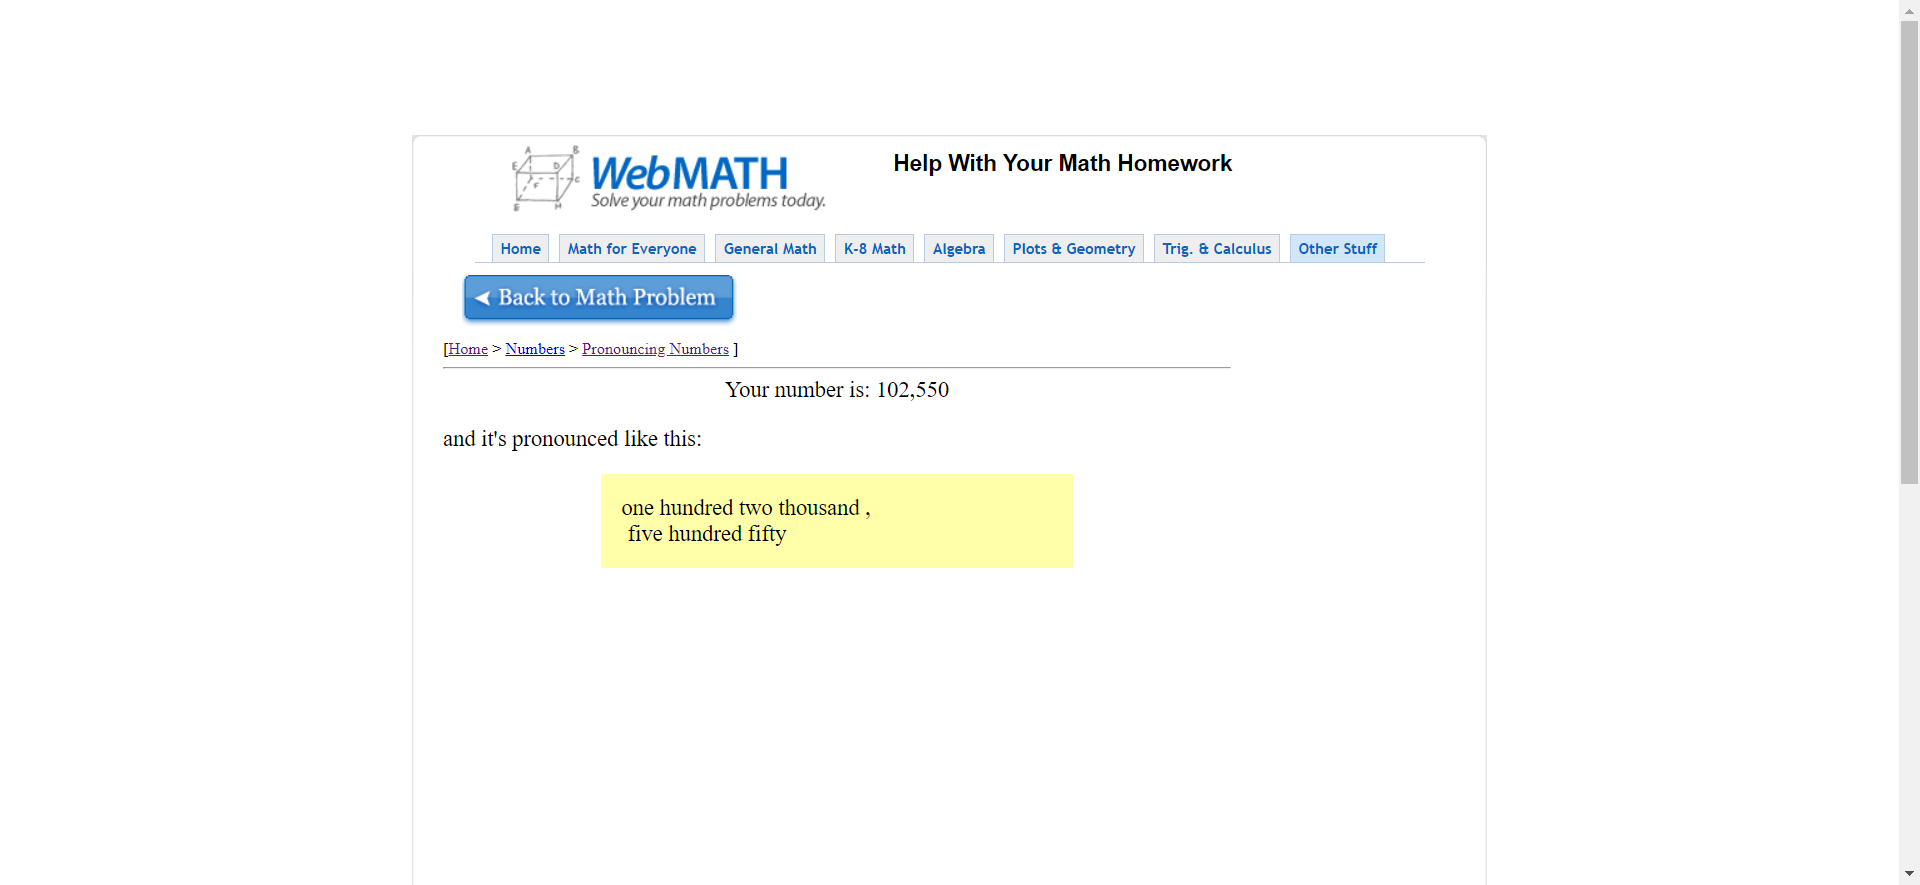 A B
E D
F C
E H
WebMATH
Solve your math problems today.
Help With Your Math Homework
Home Math for Everyone General Math K-8 Math Algebra Plots & Geometry Trig. & Calculus Other Stuff
Back to Math Problem
[Home > Numbers > Pronouncing Numbers ]
Your number is: 102,550
and it's pronounced like this:
one hundred two thousand ,
five hundred fifty